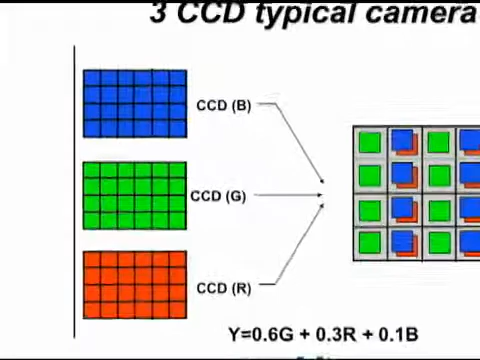 3 CCD typical camera
CCD (B)
CCD (G)
CCD (R)
Y=0.6G + 0.3R + 0.1B